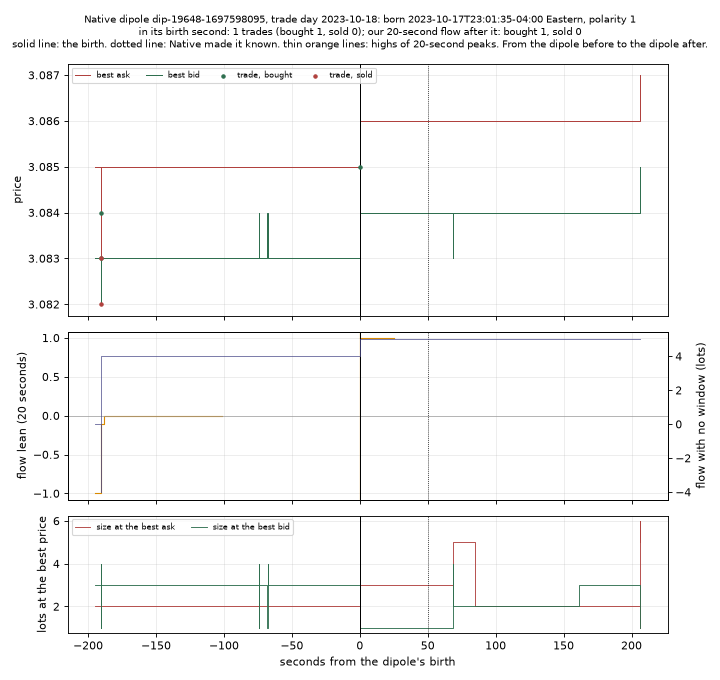 Native dipole dip-19648-1697598095, trade day 2023-10-18: born 2023-10-17T23:01:35-04:00 Eastern, polarity 1
in its birth second: 1 trades (bought 1, sold 0); our 20-second flow after it: bought 1, sold 0
solid line: the birth. dotted line: Native made it known. thin orange lines: highs of 20-second peaks. From the dipole before to the dipole after.
best ask best bid trade, bought trade, sold
3.087
3.086
3.085
3.084
3.083
3.082
price
1.0
0.5
0.0
−0.5
−1.0
flow lean (20 seconds)
4
2
0
−2
−4
flow with no window (lots)
size at the best ask size at the best bid
6
4
2
lots at the best price
−200 −150 −100 −50 0 50 100 150 200
seconds from the dipole's birth